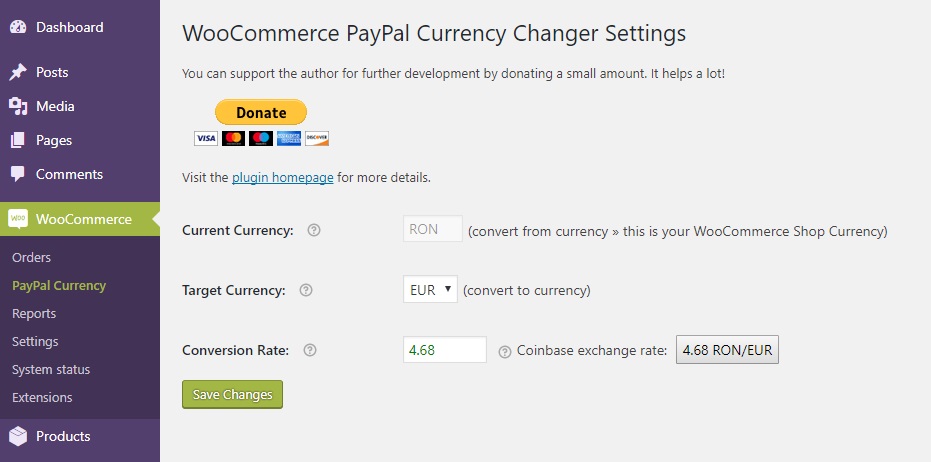 Dashboard
Posts
Media
Pages
Comments
WOO WooCommerce
Orders
PayPal Currency
Reports
Settings
System status
Extensions
Products
WooCommerce PayPal Currency Changer Settings
You can support the author for further development by donating a small amount. It helps a lot!
Donate
VISA
DISCOVER
Visit the plugin homepage for more details.
Current Currency: ? RON (convert from currency » this is your WooCommerce Shop Currency)
Target Currency: ? EUR (convert to currency)
Conversion Rate: ? 4.68 ? Coinbase exchange rate: 4.68 RON/EUR
Save Changes